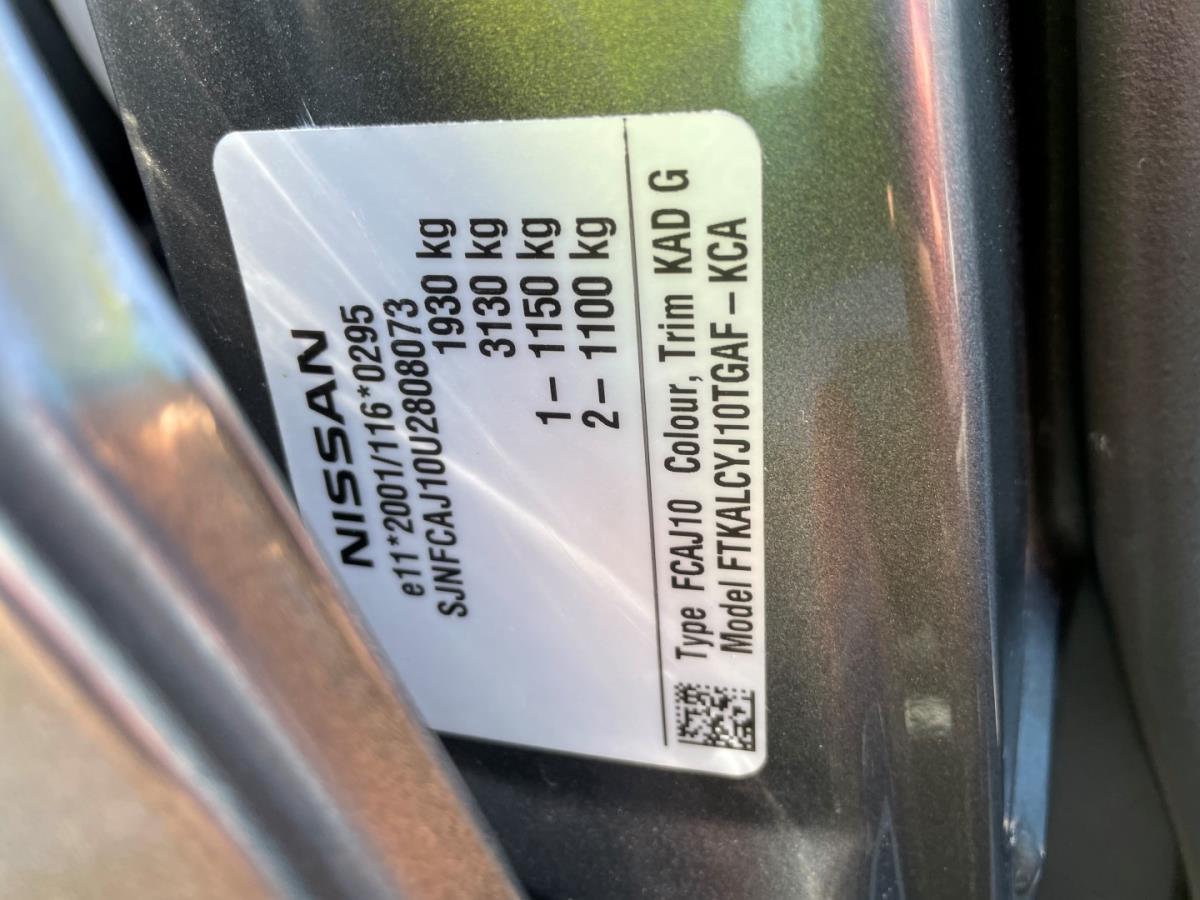 NISSAN
e11*2001/116*0295
SJNFCAJ10U2808073
1930 kg
3130 kg
1– 1150 kg
2– 1100 kg
Type FCAJ10 Colour, Trim KAD G
Model FTKALCYJ10TGAF – KCA